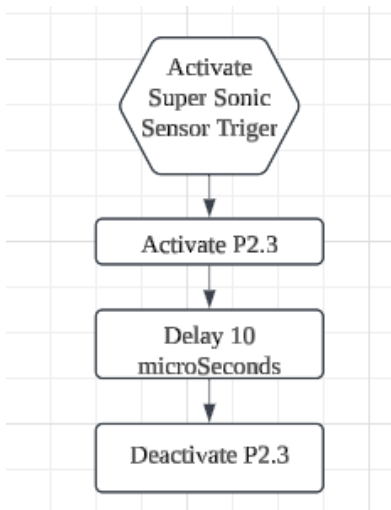 Activate
Super Sonic
Sensor Triger
Activate P2.3
Delay 10
microSeconds
Deactivate P2.3